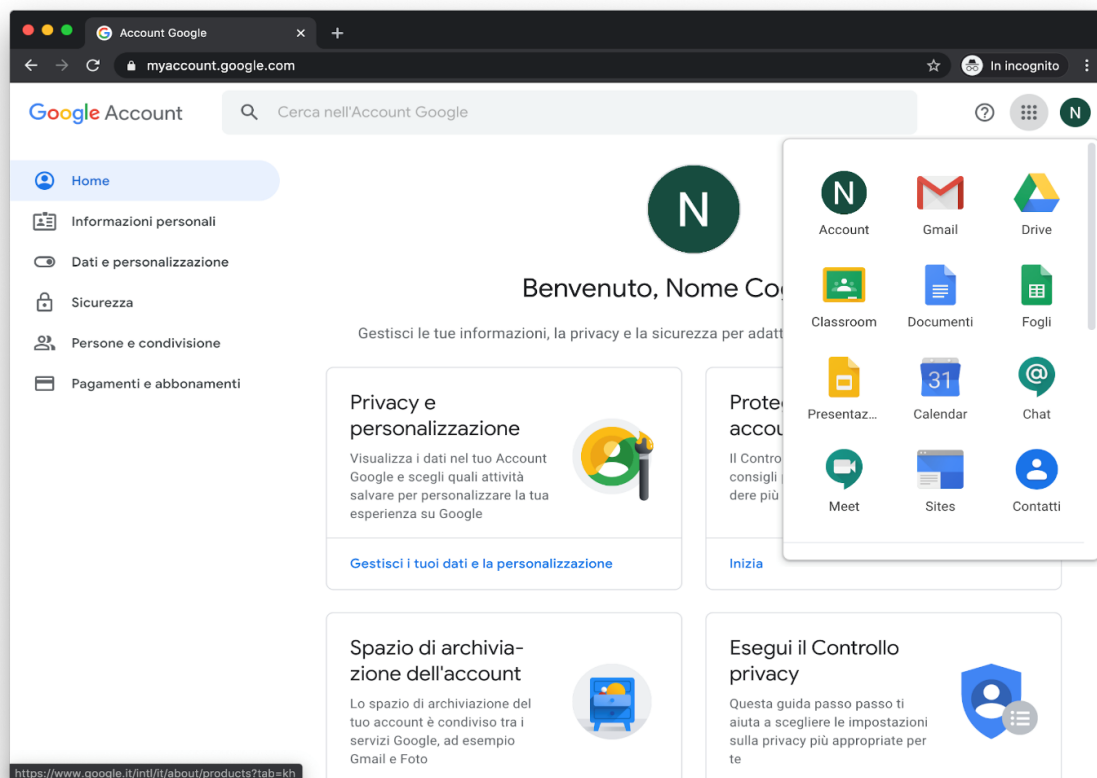 Account Google
myaccount.google.com
In incognito
Google Account
Cerca nell'Account Google
N
Home
Informazioni personali
Dati e personalizzazione
Sicurezza
Persone e condivisione
Pagamenti e abbonamenti
N
Benvenuto, Nome Co
Gestisci le tue informazioni, la privacy e la sicurezza per adatt
Privacy e
personalizzazione
Visualizza i dati nel tuo Account
Google e scegli quali attività
salvare per personalizzare la tua
esperienza su Google
Gestisci i tuoi dati e la personalizzazione
Prote
accou
Il Contro
consigli
dere più
Inizia
N
Account
Gmail
Drive
Classroom
Documenti
Fogli
Presentaz...
31
Calendar
@
Chat
Meet
Sites
Contatti
Spazio di archivia-
zione dell'account
Lo spazio di archiviazione del
tuo account è condiviso tra i
servizi Google, ad esempio
Gmail e Foto
Esegui il Controllo
privacy
Questa guida passo passo ti
aiuta a scegliere le impostazioni
sulla privacy più appropriate per
te
https://www.google.it/intl/it/about/products?tab=kh